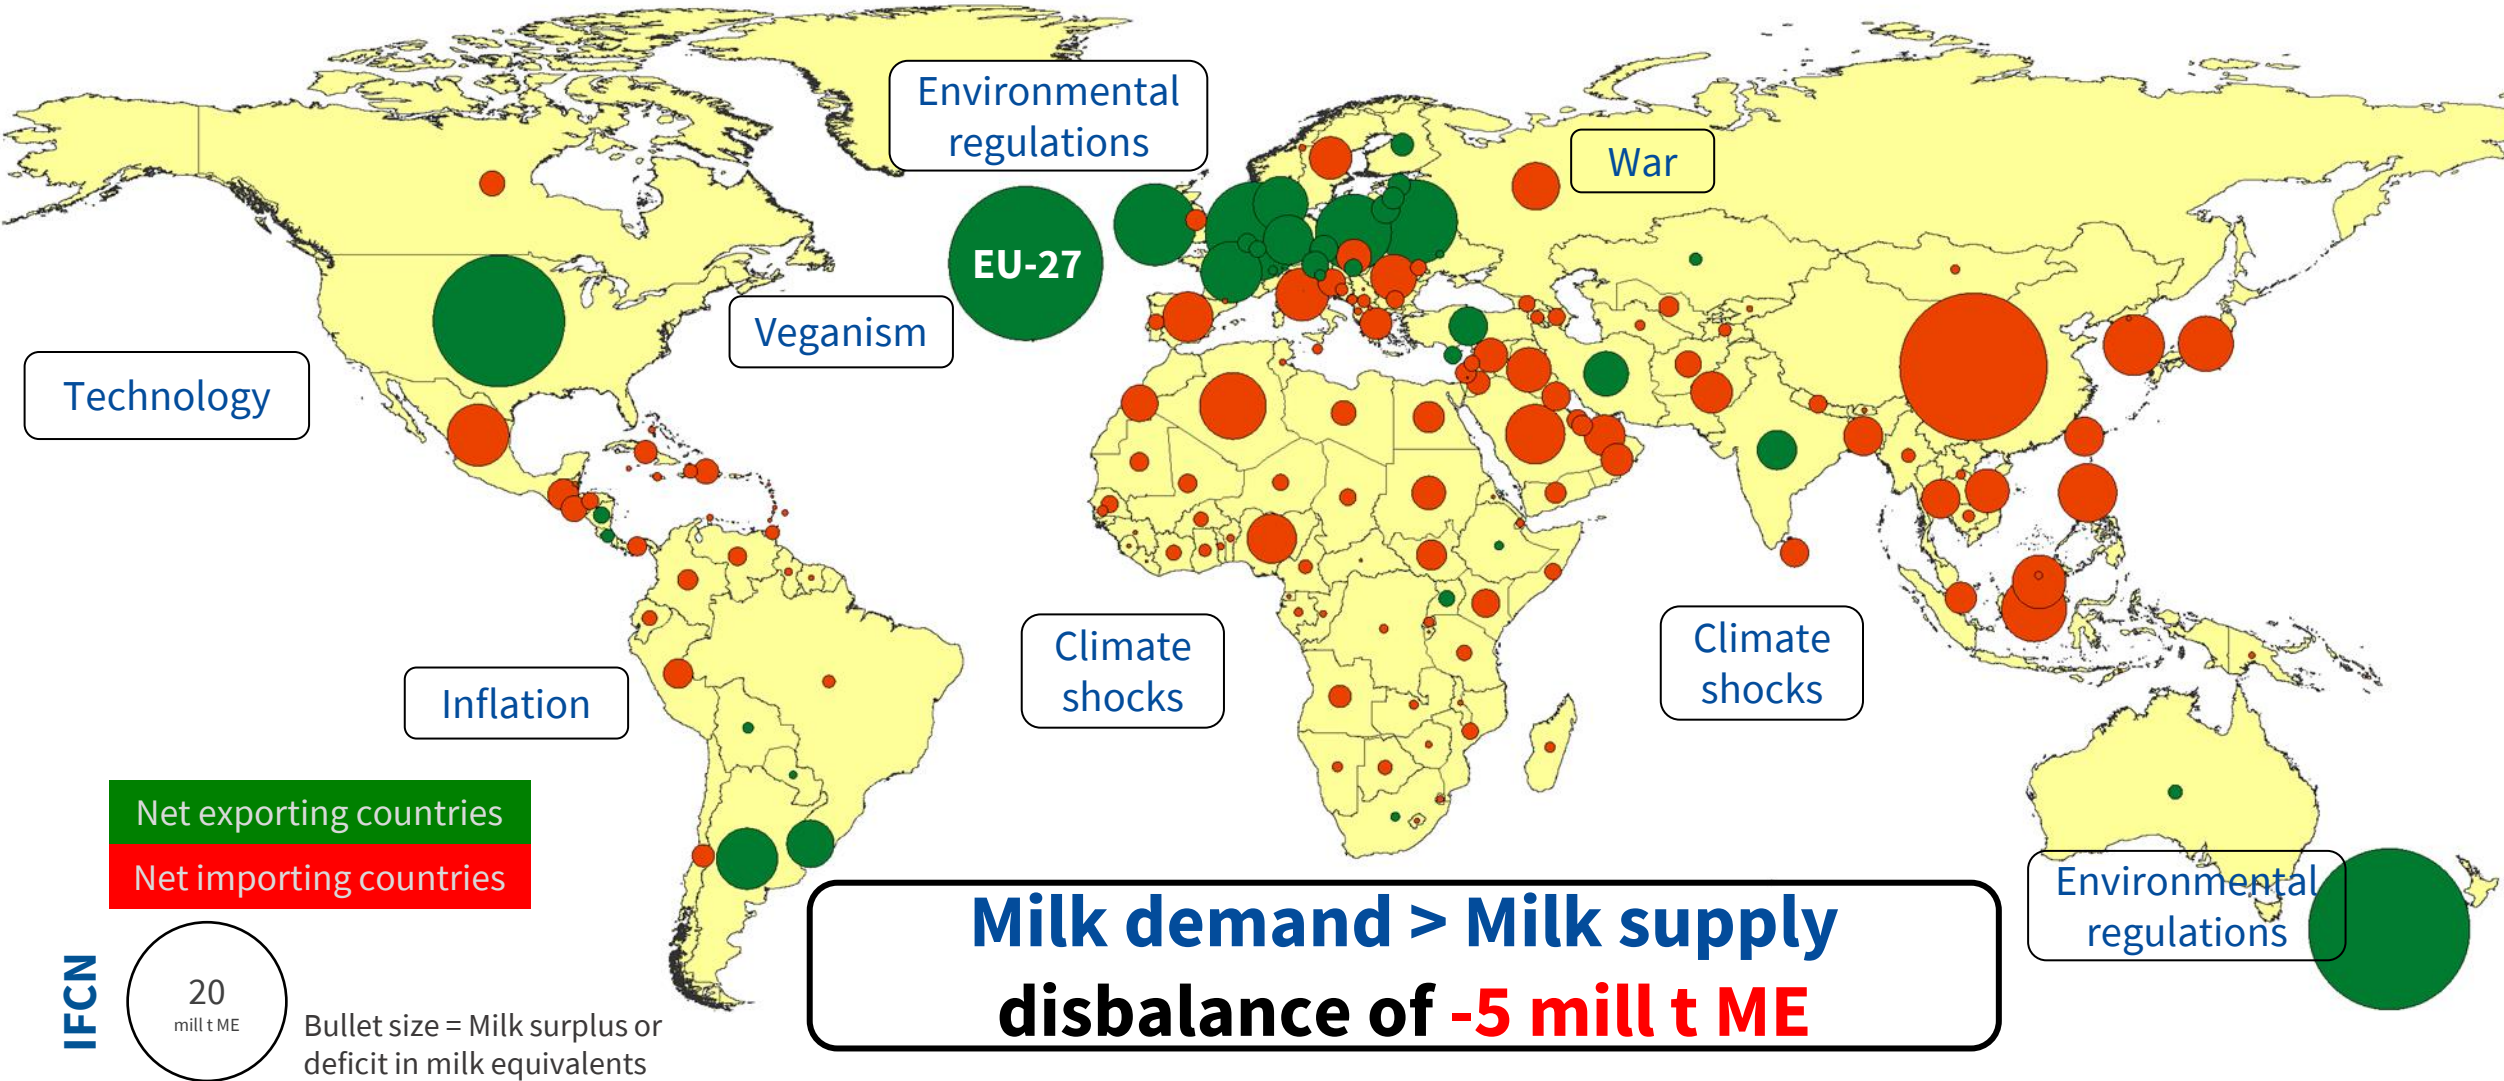 Environmental
regulations
War
EU-27
Veganism
Technology
Climate
shocks
Climate
shocks
Inflation
Net exporting countries
Net importing countries
Environmental
regulations
Milk demand > Milk supply
disbalance of -5 mill t ME
IFCN
20
mill t ME
Bullet size = Milk surplus or
deficit in milk equivalents